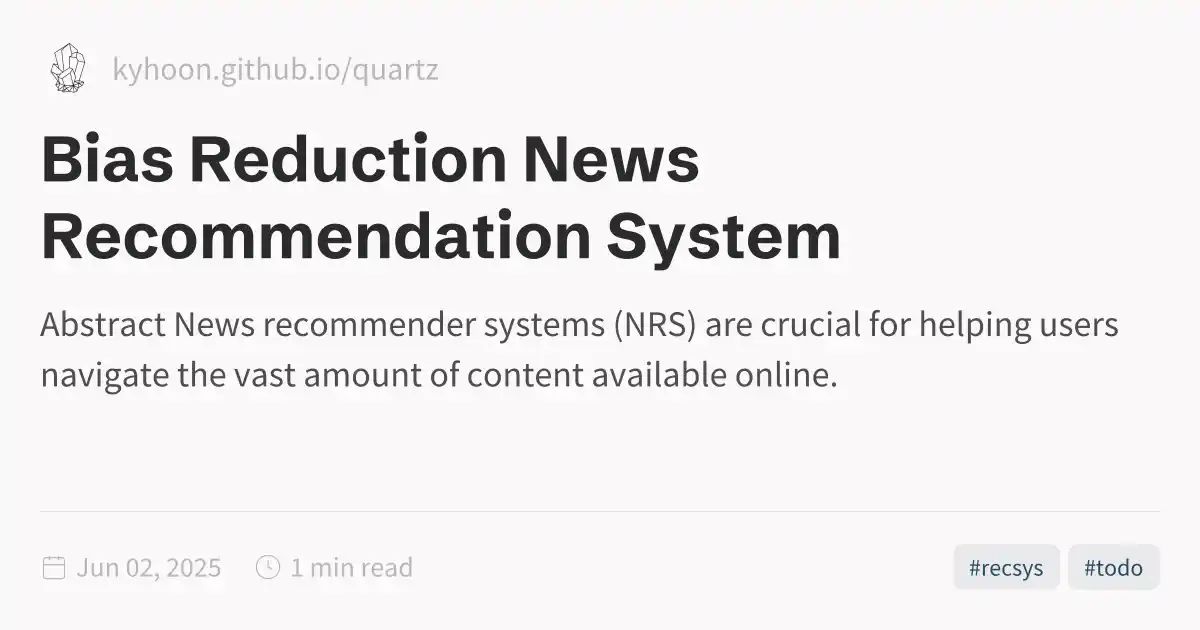 kyhoon.github.io/quartz
Bias Reduction News
Recommendation System
Abstract News recommender systems (NRS) are crucial for helping users
navigate the vast amount of content available online.
Jun 02, 2025 1 min read #recsys #todo